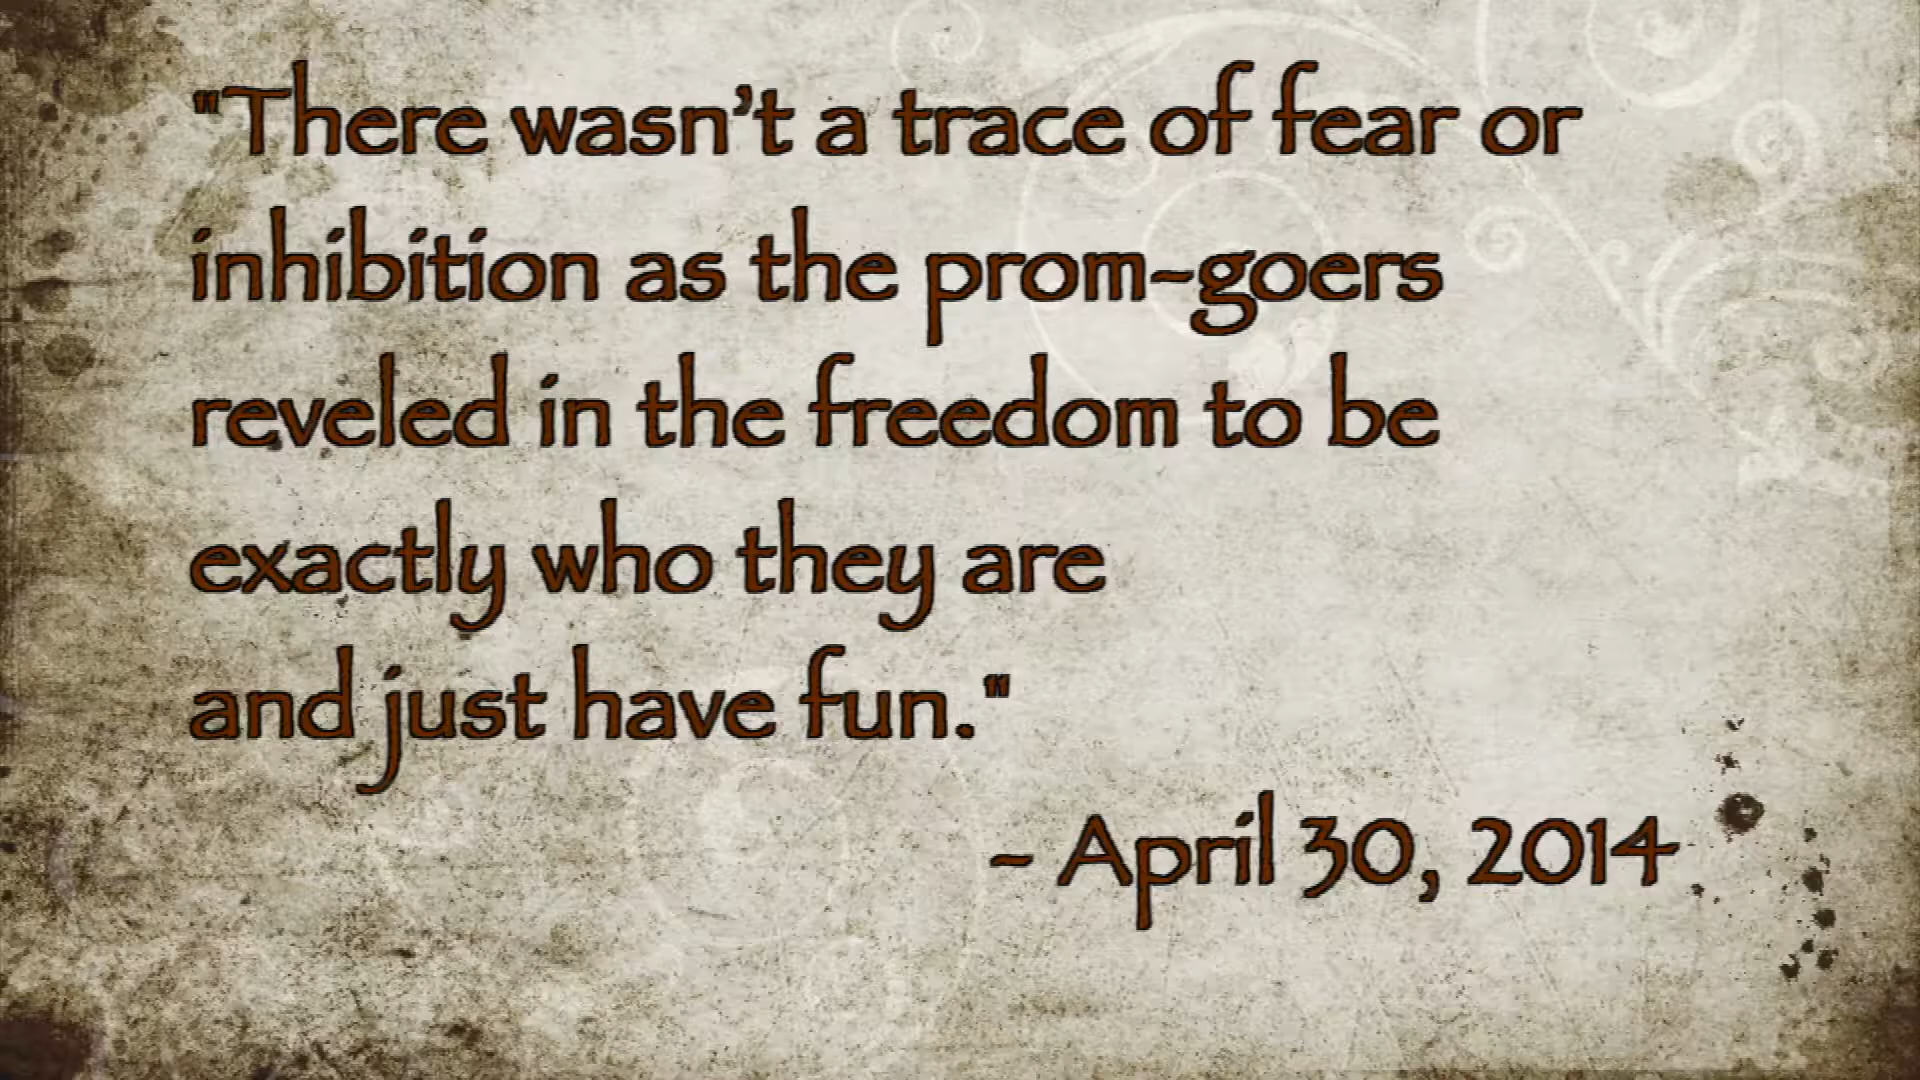 "There wasn’t a trace of fear or
inhibition as the prom-goers
reveled in the freedom to be
exactly who they are
and just have fun."
- April 30, 2014